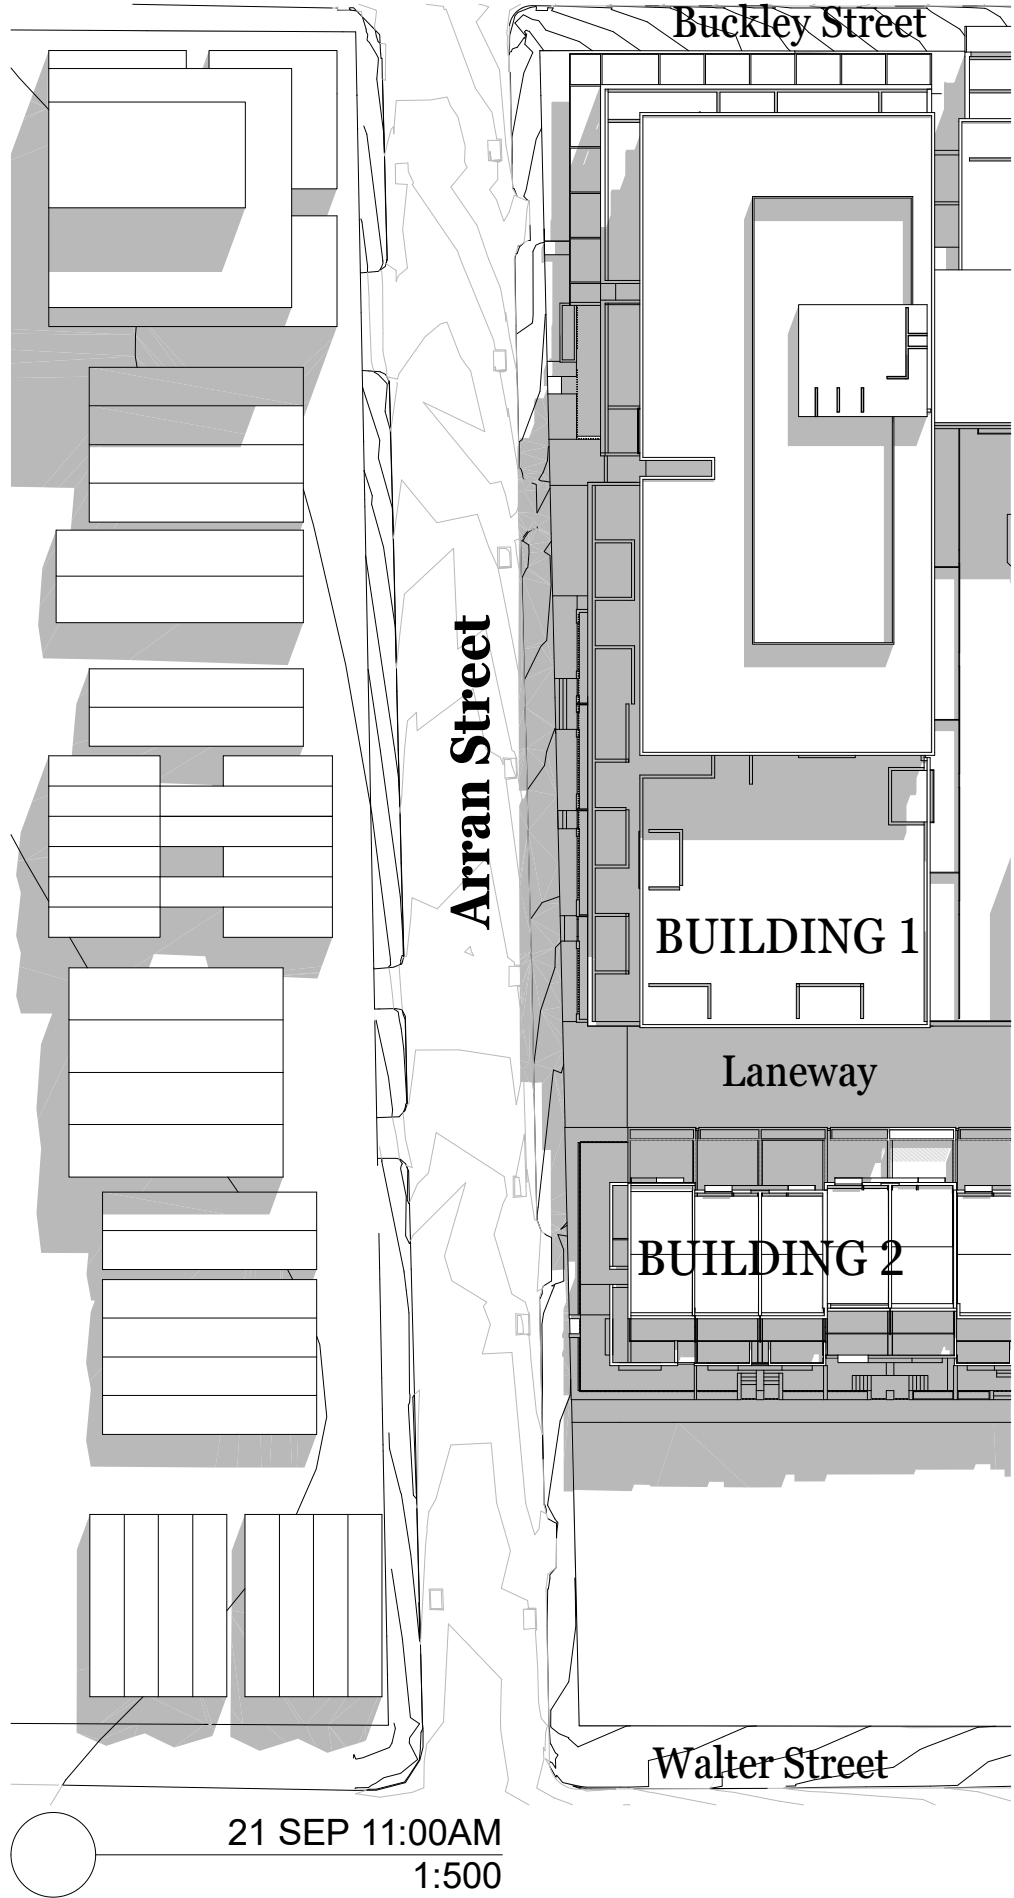 Buckley Street
Arran Street
BUILDING 1
Laneway
BUILDING 2
Walter Street
21 SEP 11:00AM
1:500